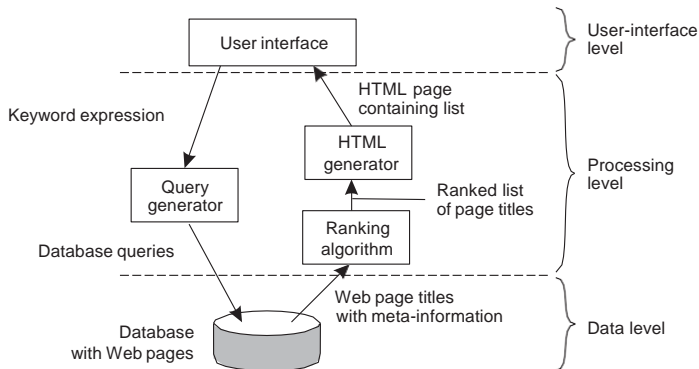 User interface
User-interface
level
HTML page
containing list
Keyword expression
HTML
generator
Processing
level
Query
generator
Ranked list
of page titles
Ranking
algorithm
Database queries
Web page titles
with meta-information
Database
with Web pages
Data level